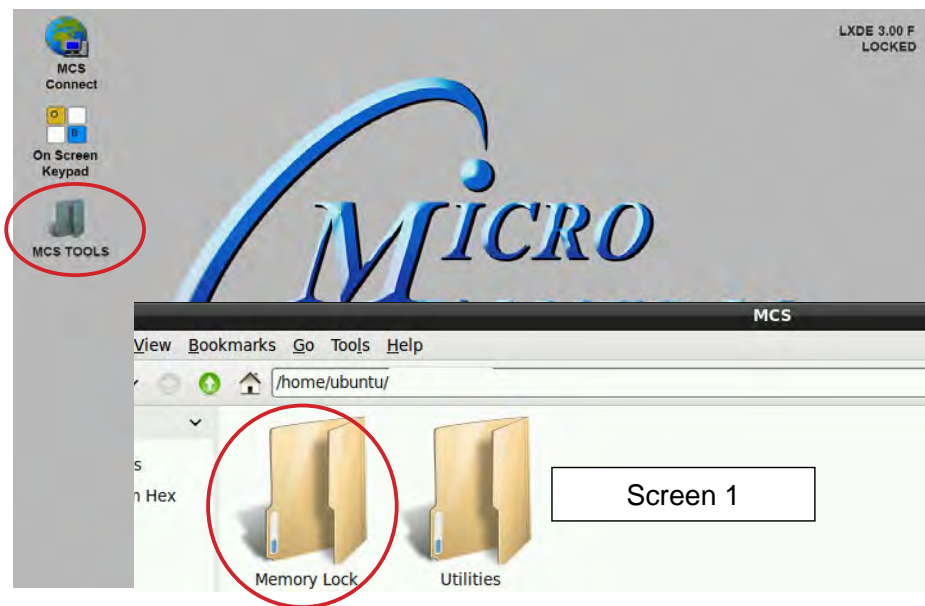 LXDE 3.00 F
LOCKED
MCS
Connect
O
B
On Screen
Keypad
MCS TOOLS
MICRO
MCS
View Bookmarks Go Tools Help
/home/ubuntu/
s
n Hex
Memory Lock
Utilities
Screen 1